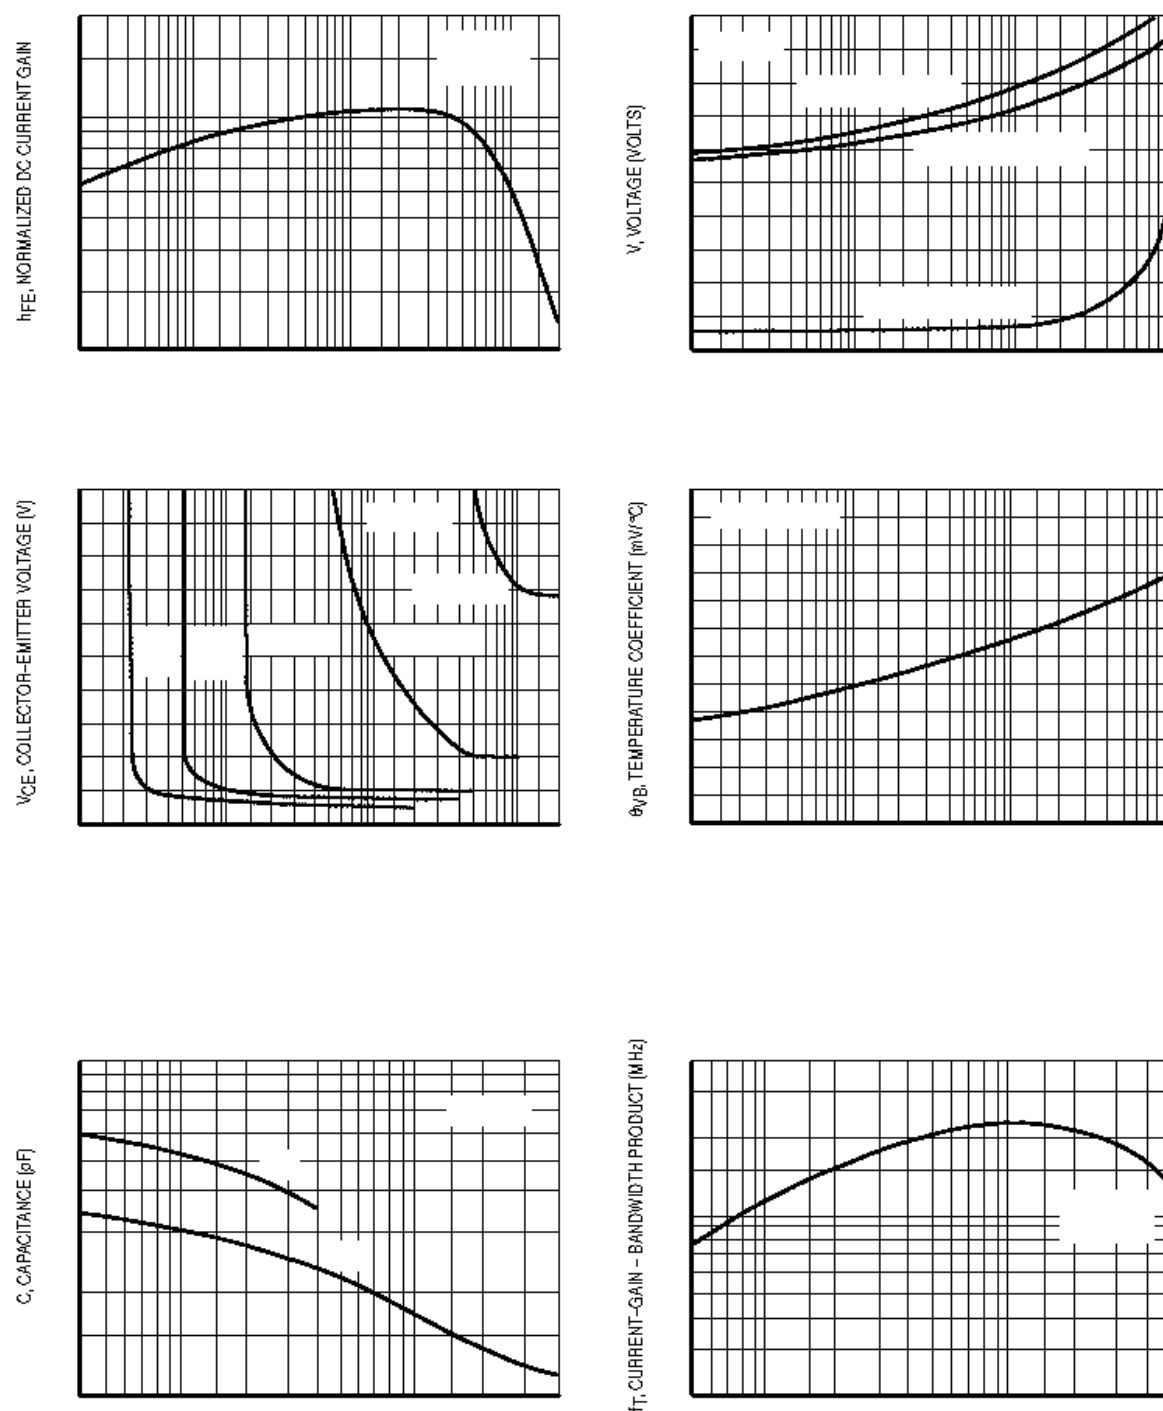 hFE, NORMALIZED DC CURRENT GAIN
V, VOLTAGE (VOLTS)
VCE, COLLECTOR–EMITTER VOLTAGE (V)
θVB, TEMPERATURE COEFFICIENT (mV/°C)
C, CAPACITANCE (pF)
fT, CURRENT–GAIN – BANDWIDTH PRODUCT (MHz)